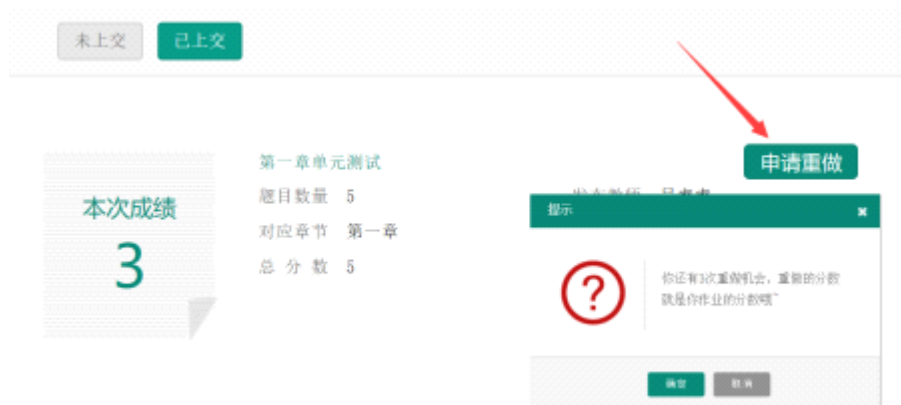 未上交
已上交
第一章单元测试
申请重做
本次成绩
3
题目数量 5
对应章节 第一章
总 分 数 5
提示
你还有3次重做机会，重做的分数
就是你作业的分数哦~
确定
取消